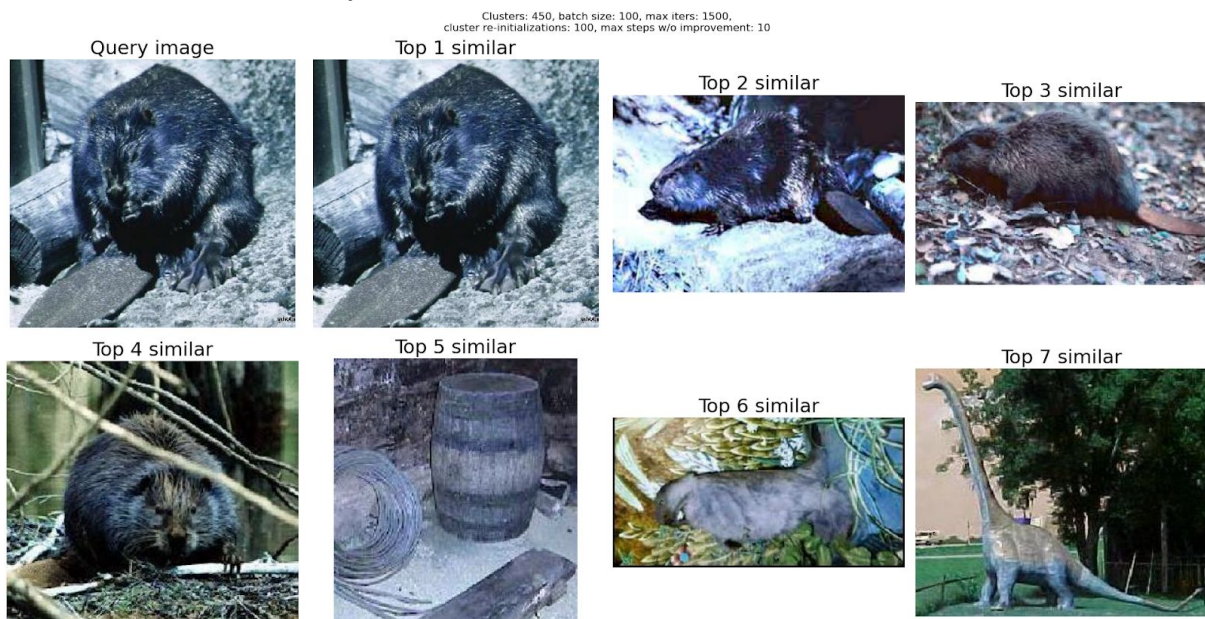 Clusters: 450, batch size: 100, max iters: 1500,
cluster re-initializations: 100, max steps w/o improvement: 10
Query image
Top 1 similar
Top 2 similar
Top 3 similar
Top 4 similar
Top 5 similar
Top 6 similar
Top 7 similar